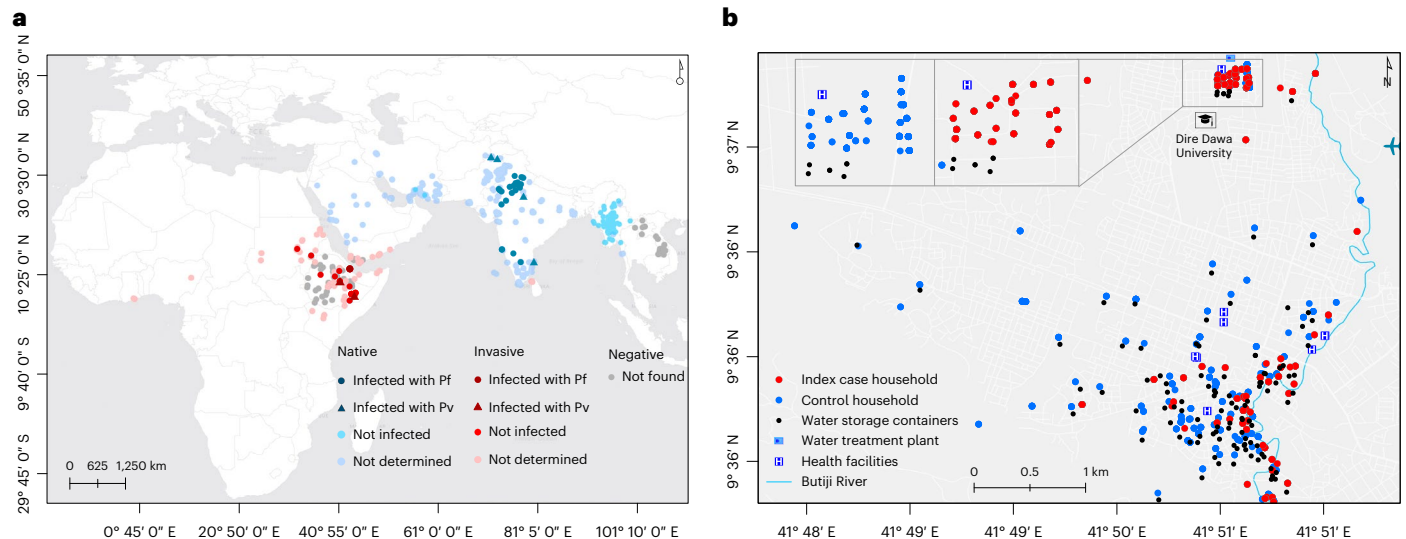 a
50° 35' 0" N
30° 30' 0" N
10° 25' 0" N
9° 40' 0" S
29° 45' 0" S
0° 45' 0" E
20° 50' 0" E
40° 55' 0" E
61° 0' 0" E
81° 5' 0" E
101° 10' 0" E
0 625 1,250 km
Native
Infected with Pf
Infected with Pv
Not infected
Not determined
Invasive
Infected with Pf
Infected with Pv
Not infected
Not determined
Negative
Not found
b
N
H
H
H
Dire Dawa
University
9° 37' N
9° 36' N
9° 36' N
9° 36' N
H
H
H
H
H
H
Index case household
Control household
Water storage containers
Water treatment plant
H Health facilities
Butiji River
0 0.5 1 km
41° 48' E
41° 49' E
41° 49' E
41° 50' E
41° 51' E
41° 51' E